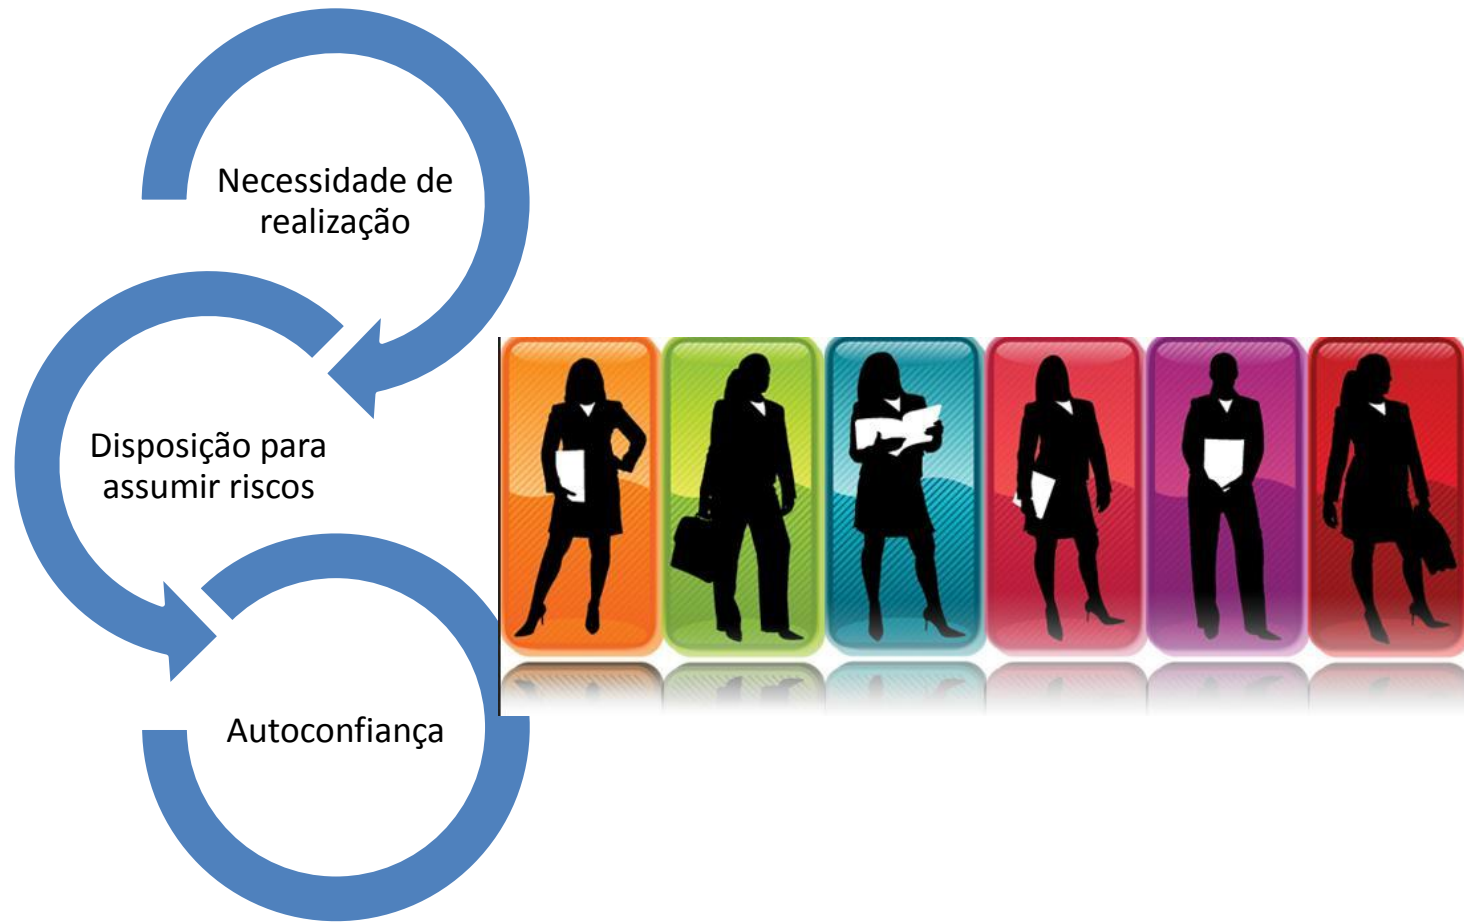 Necessidade de
realização
Disposição para
assumir riscos
Autoconfiança